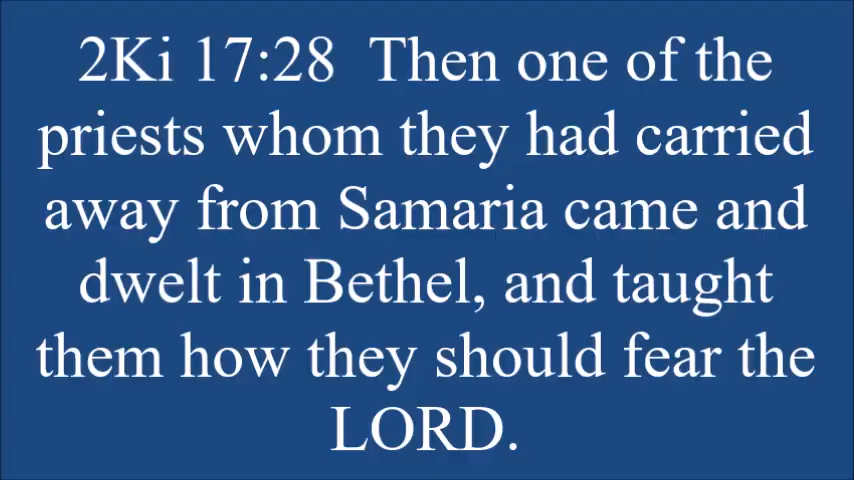 2Ki 17:28  Then one of the
priests whom they had carried
away from Samaria came and
dwelt in Bethel, and taught
them how they should fear the
LORD.